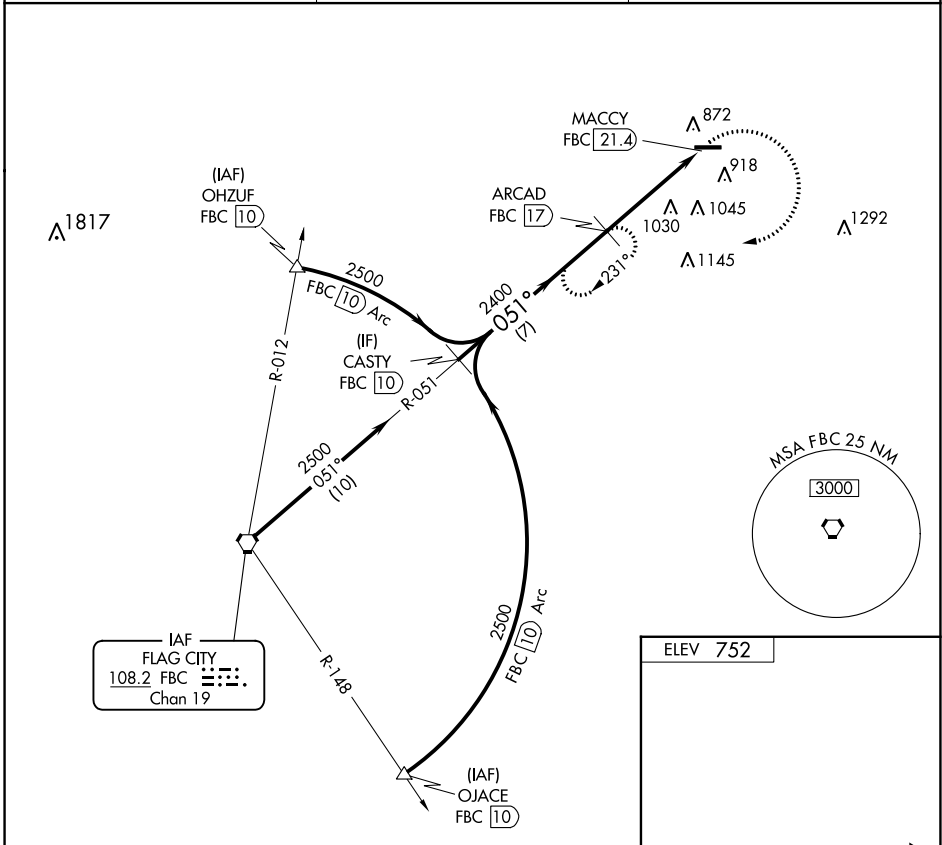 MACCY
FBC 21.4
872
918
(IAF)
OHZUF
FBC 10
ARCAD
FBC 17
1030
1045
1817
1292
1145
231°
2500
FBC 10 Arc
2400
051°
(7)
(IF)
CASTY
FBC 10
R-012
R-051
2500
051°
(10)
MSA FBC 25 NM
3000
2500
FBC 10 Arc
IAF
FLAG CITY
108.2 FBC
Chan 19
R-148
ELEV 752
(IAF)
OJACE
FBC 10